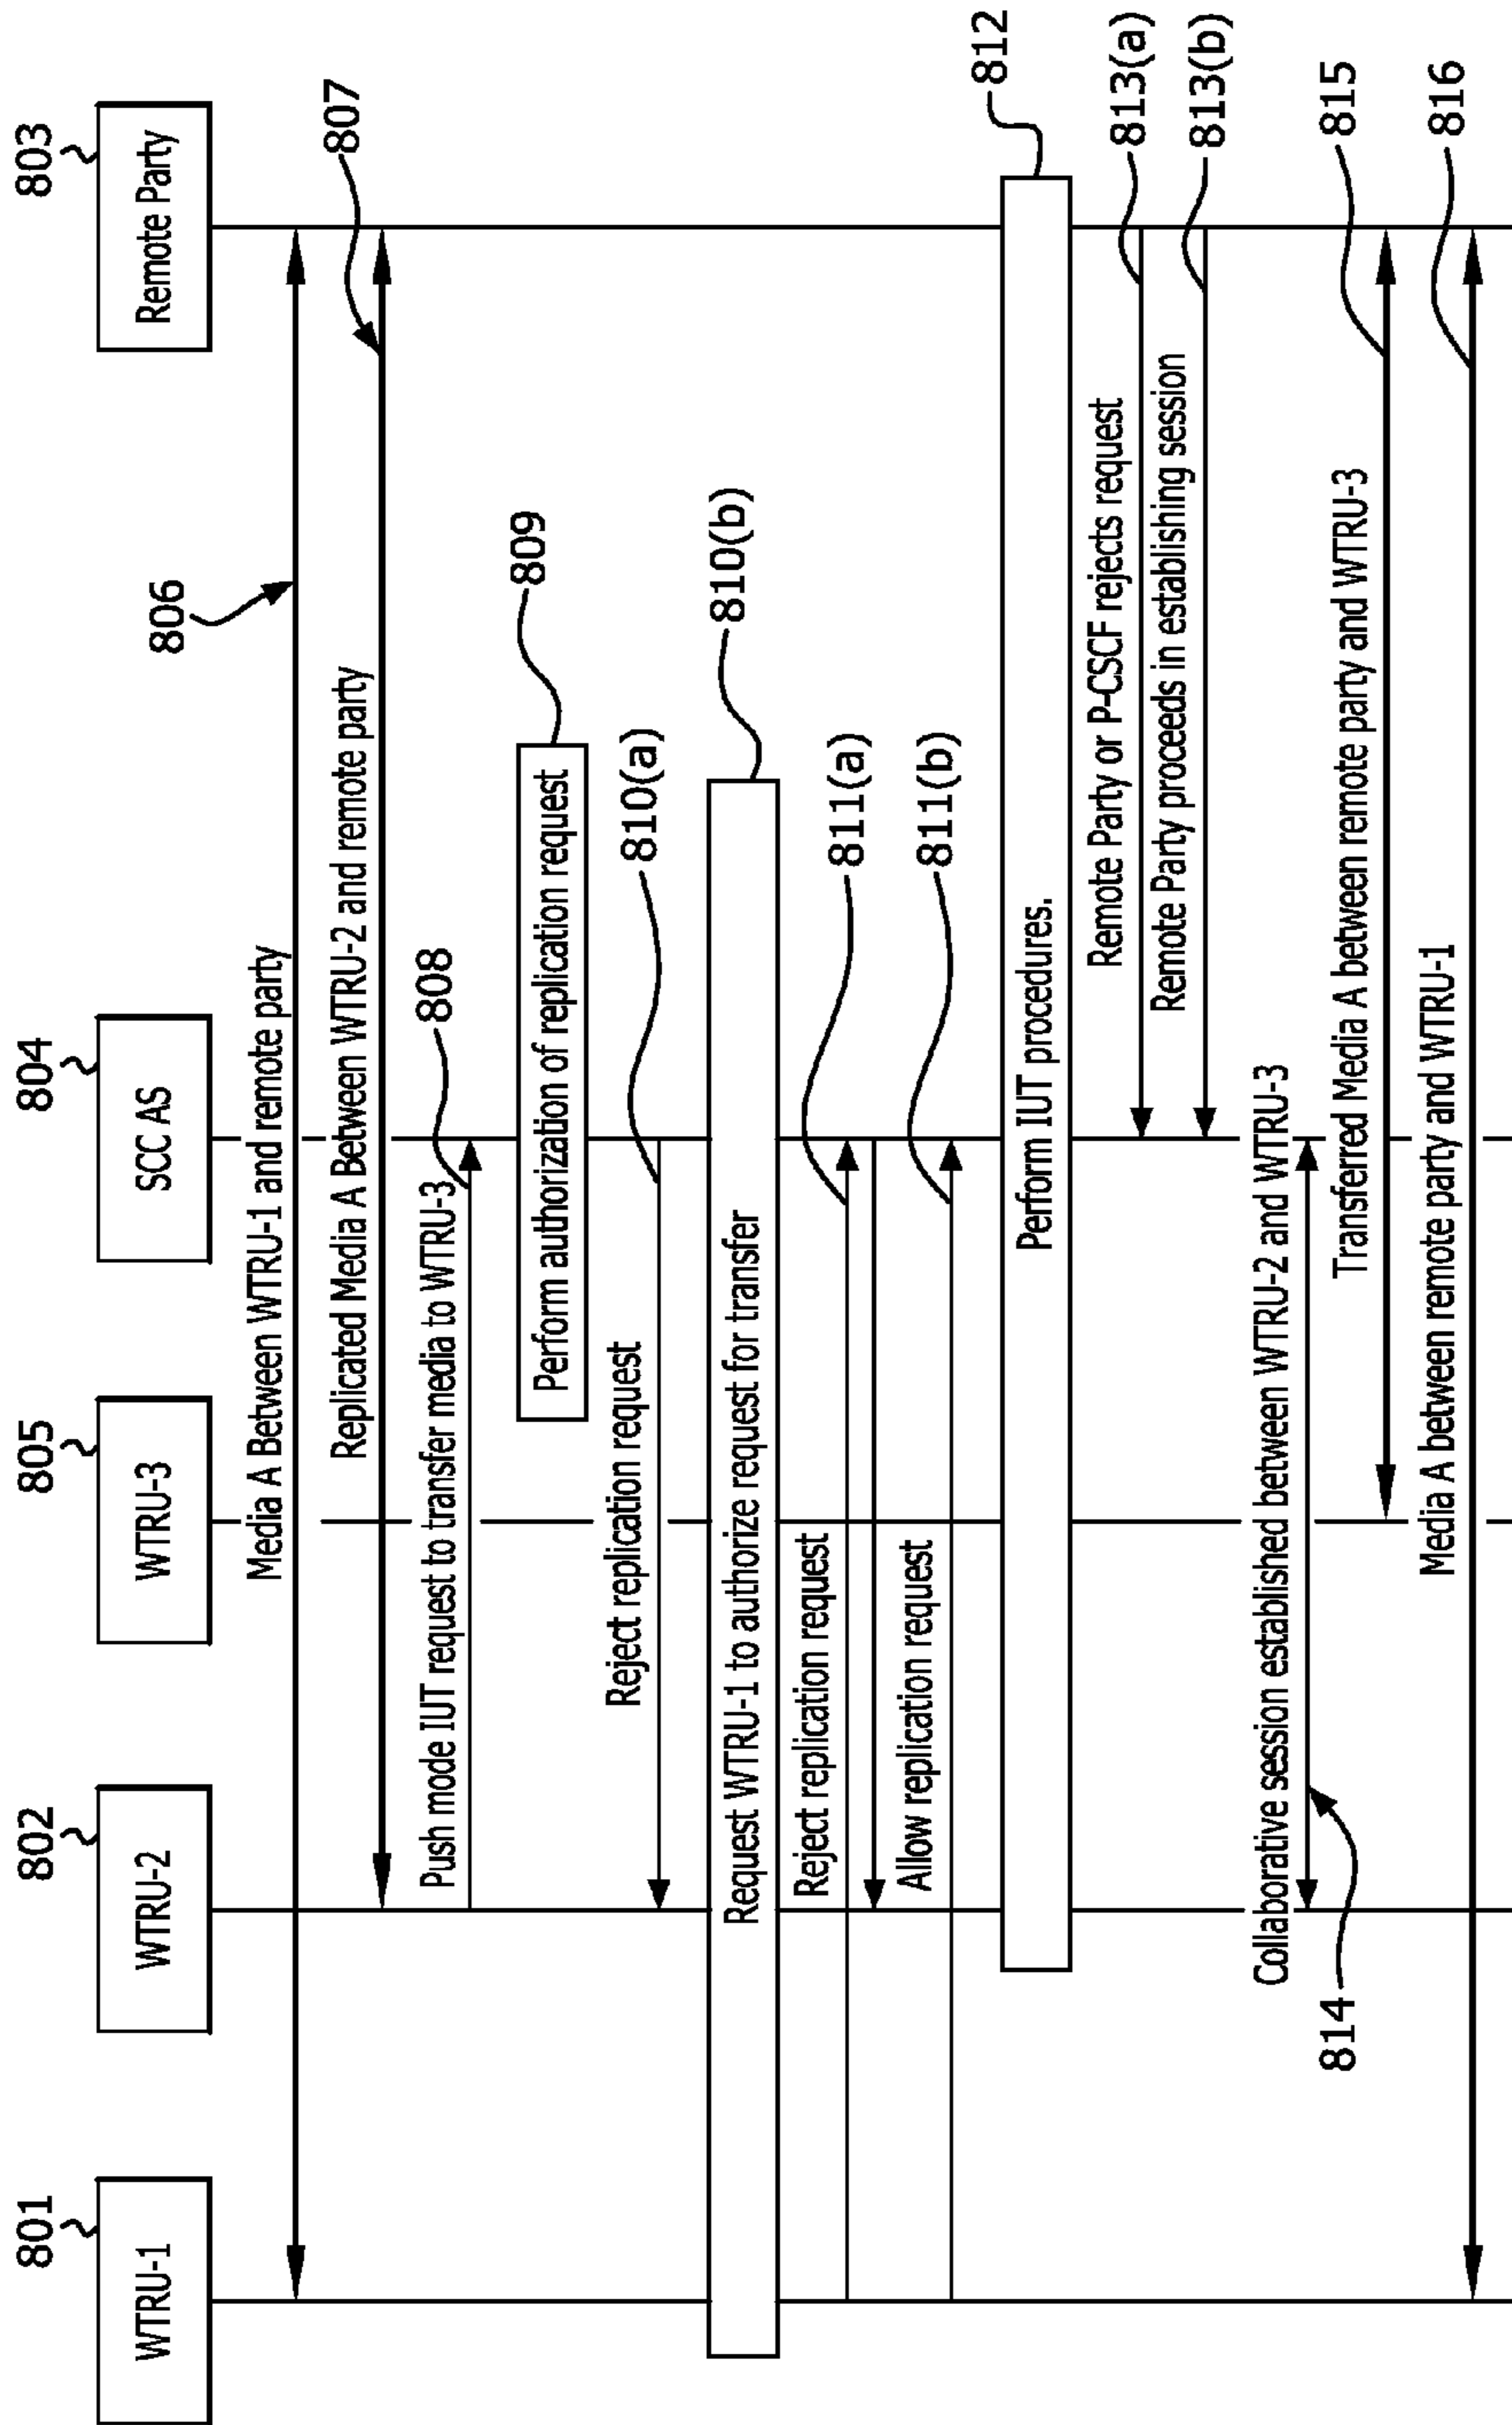 801
802
805
804
803
WTRU-1
WTRU-2
WTRU-3
SCC AS
Remote Party
806
Media A Between WTRU-1 and remote party
807
Replicated Media A Between WTRU-2 and remote party
808
Push mode IUT request to transfer media to WTRU-3
809
Perform authorization of replication request
810(a)
Reject replication request
810(b)
Request WTRU-1 to authorize request for transfer
811(a)
Reject replication request
811(b)
Allow replication request
812
Perform IUT procedures.
813(a)
Remote Party or P-CSCF rejects request
813(b)
Remote Party proceeds in establishing session
Collaborative session established between WTRU-2 and WTRU-3
814
815
Transferred Media A between remote party and WTRU-3
816
Media A between remote party and WTRU-1